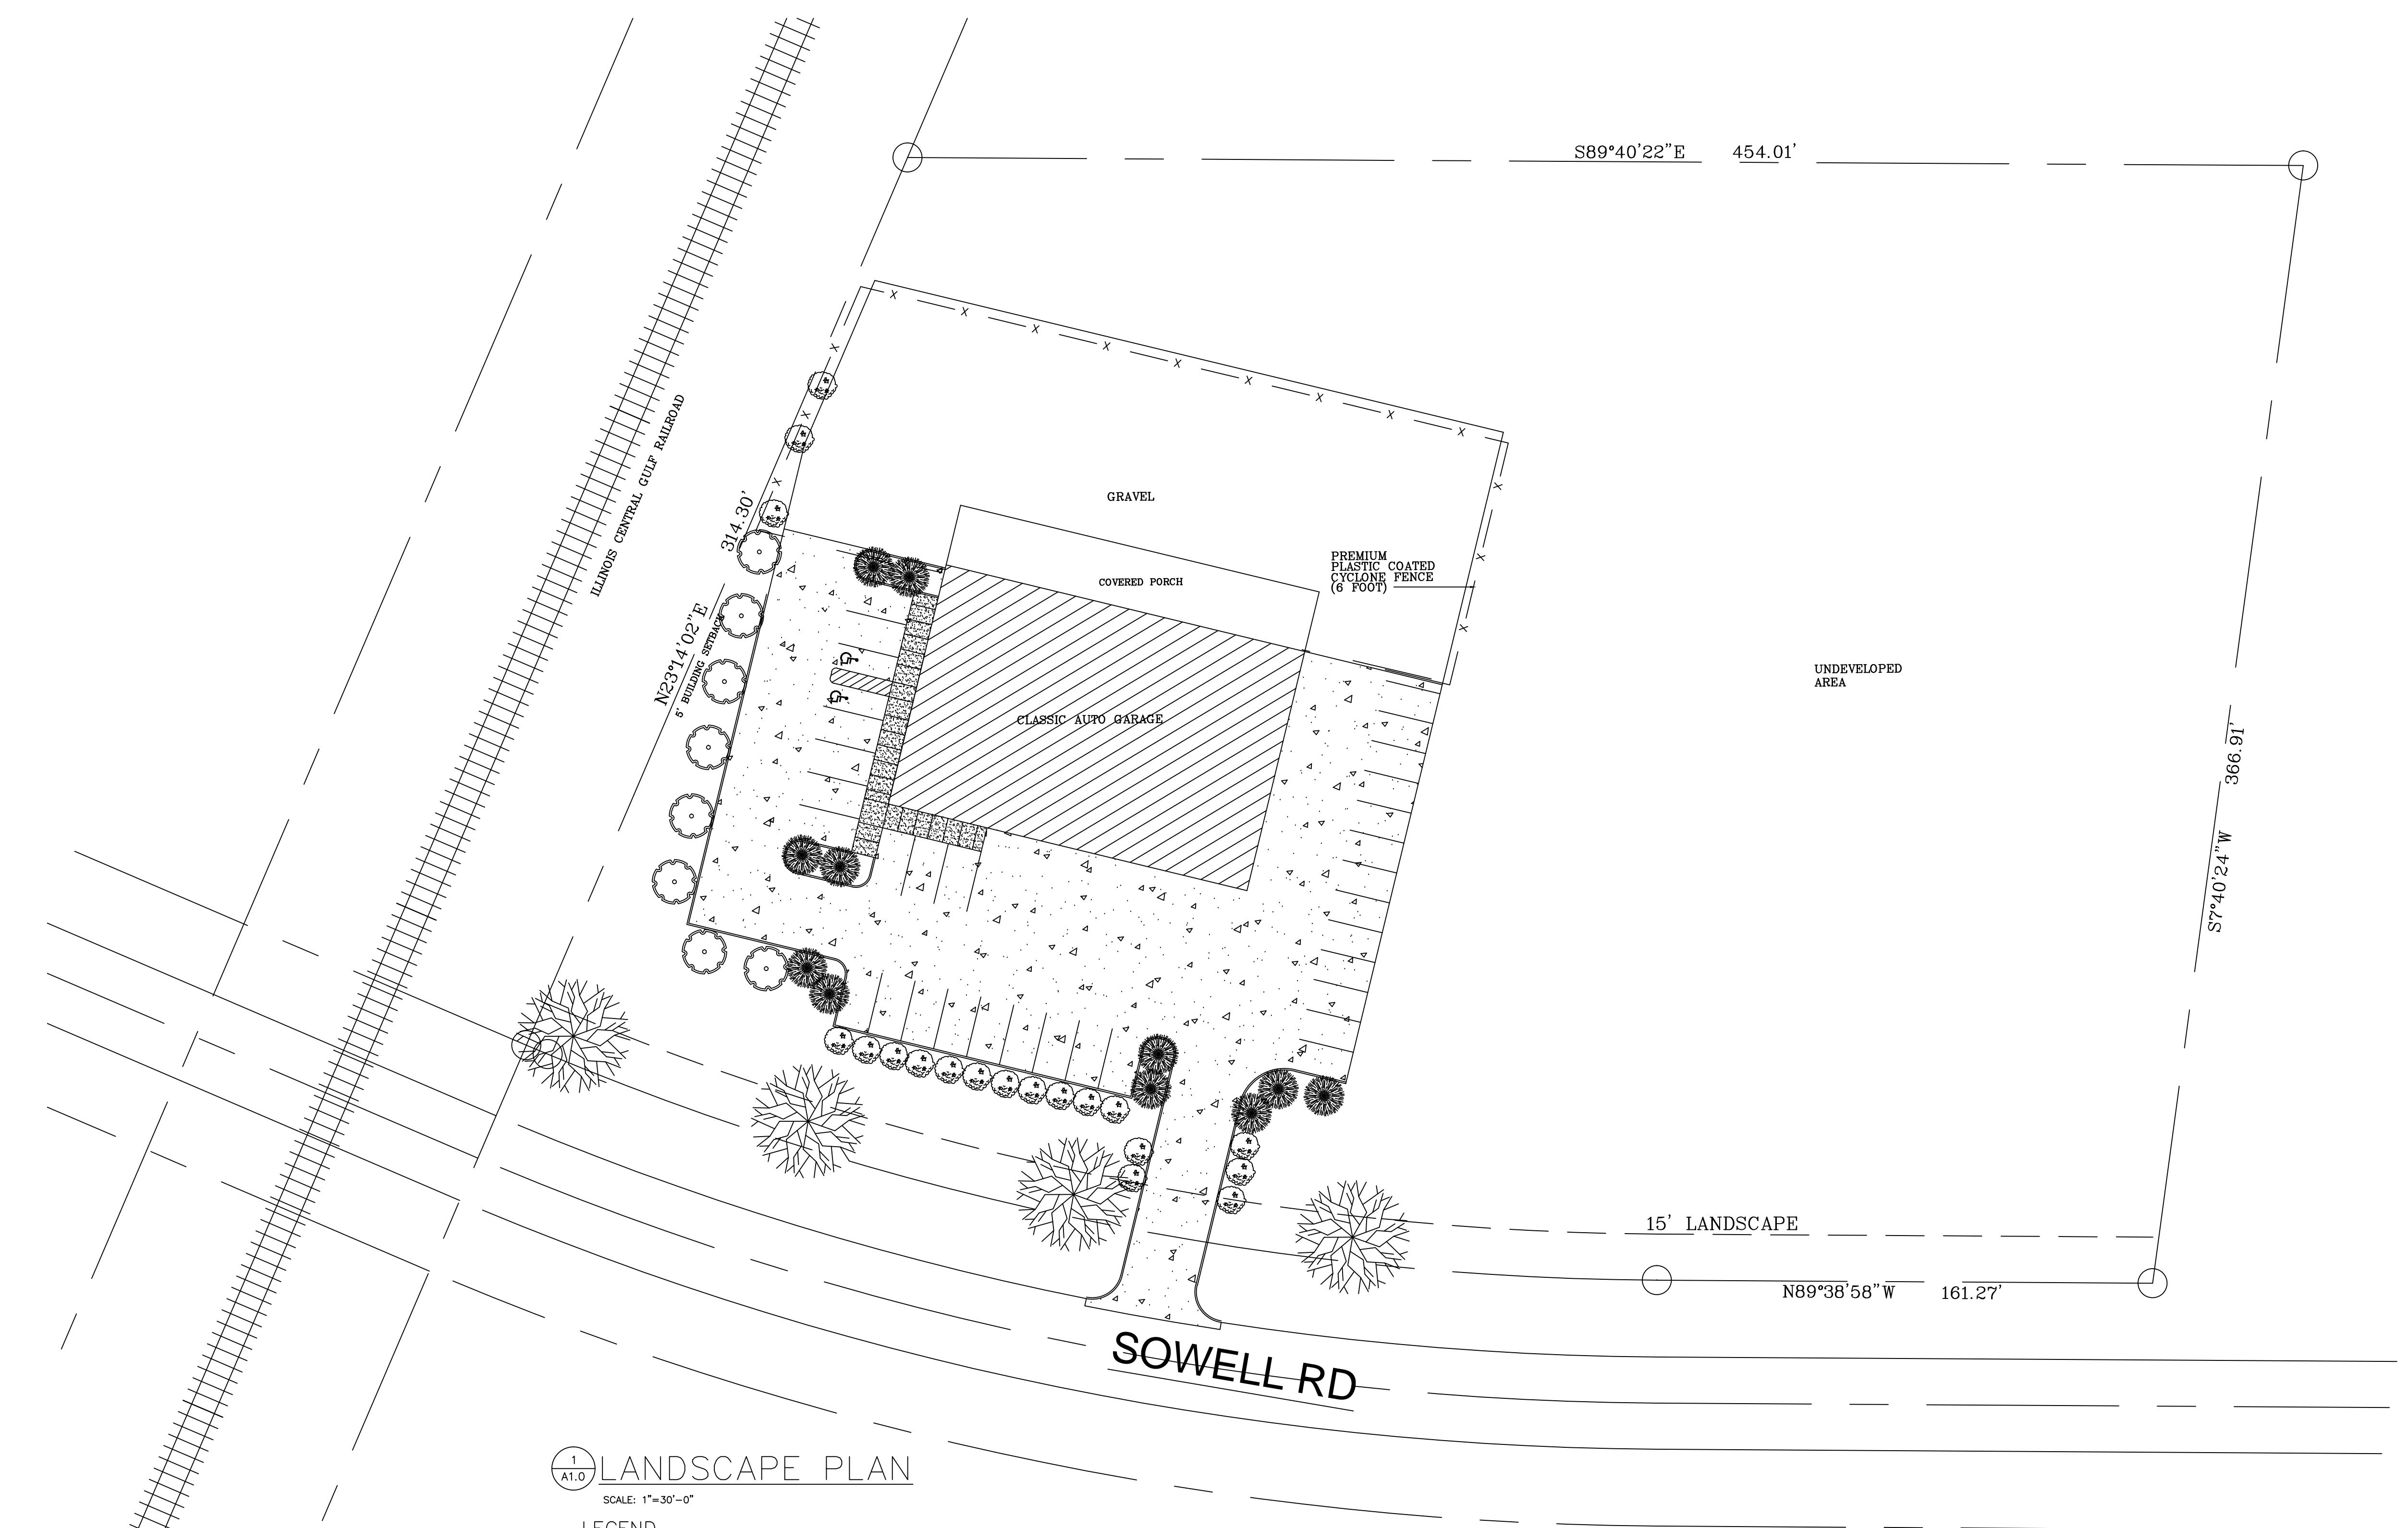 S89°40'22"E 454.01'
ILLINOIS CENTRAL GULF RAILROAD
314.30'
N23°14'02"E
5' BUILDING SETBACK
GRAVEL
COVERED PORCH
PREMIUM
PLASTIC COATED
CYCLONE FENCE
(6 FOOT)
CLASSIC AUTO GARAGE
UNDEVELOPED
AREA
366.91'
S7°40'24"W
15' LANDSCAPE
N89°38'58"W 161.27'
SOWELL RD
1
A1.0
LANDSCAPE PLAN
SCALE: 1"=30'-0"
LEGEND